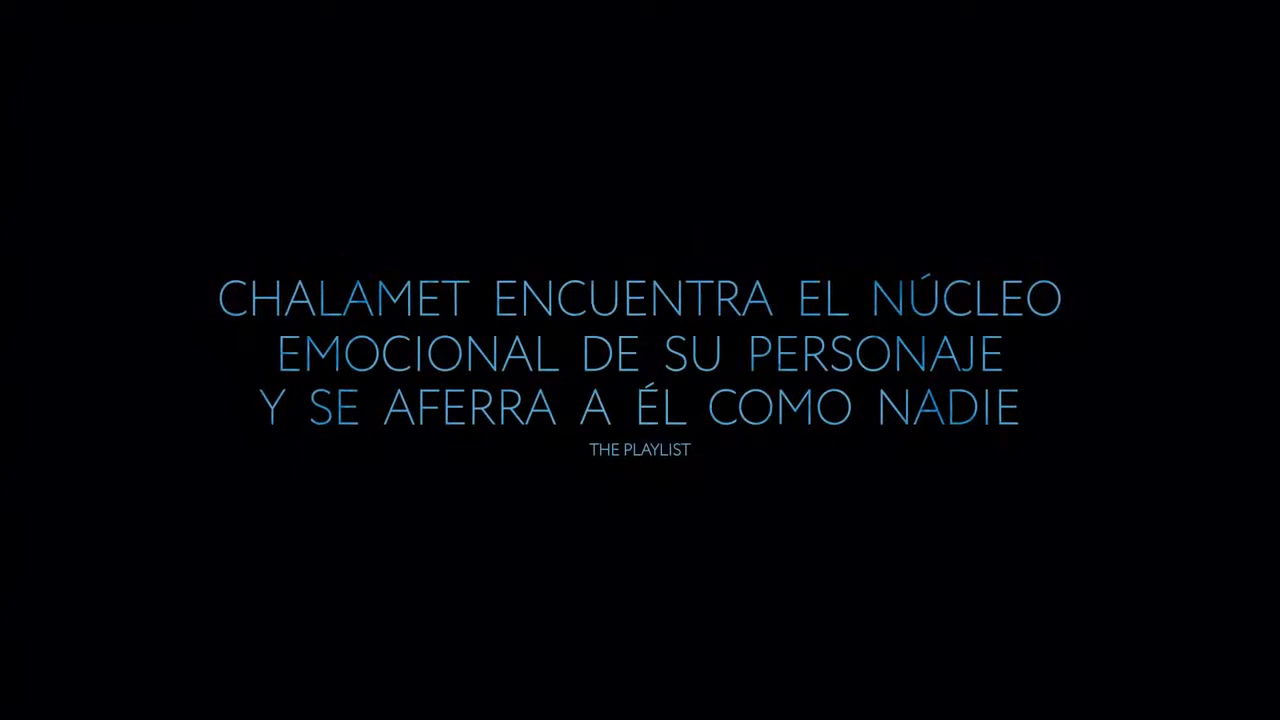 CHALAMET ENCUENTRA EL NÚCLEO
EMOCIONAL DE SU PERSONAJE
Y SE AFERRA A ÉL COMO NADIE
THE PLAYLIST